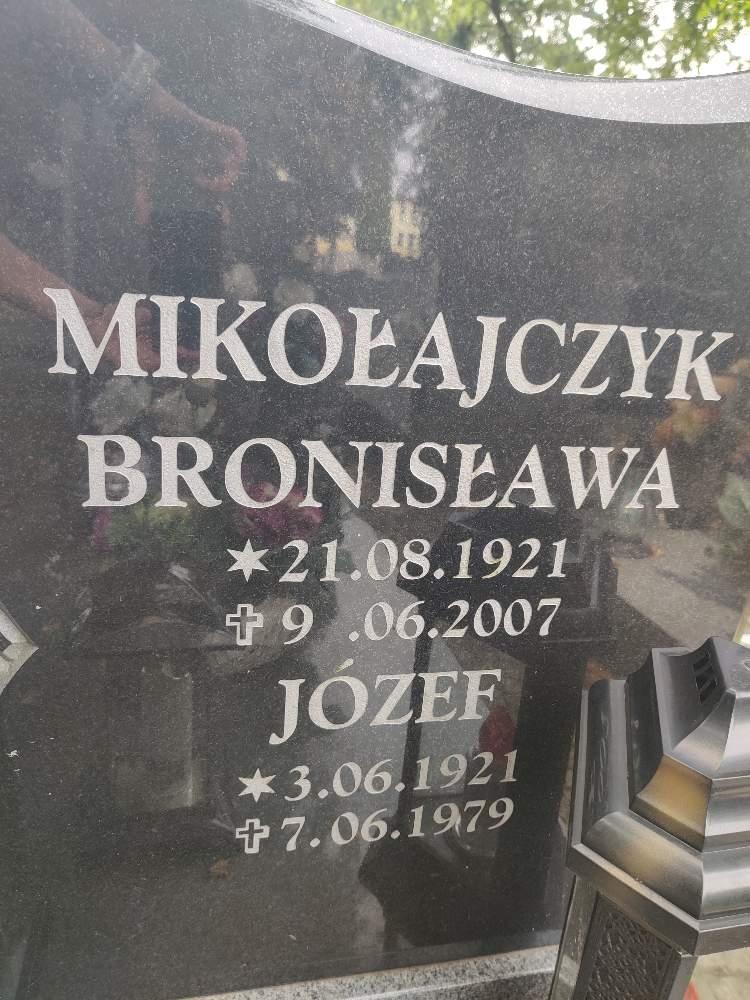 MIKOŁAJCZYK
BRONISŁAWA
✶21.08.1921
✝9 .06.2007
JÓZEF
✶3.06.1921
✝7.06.1979